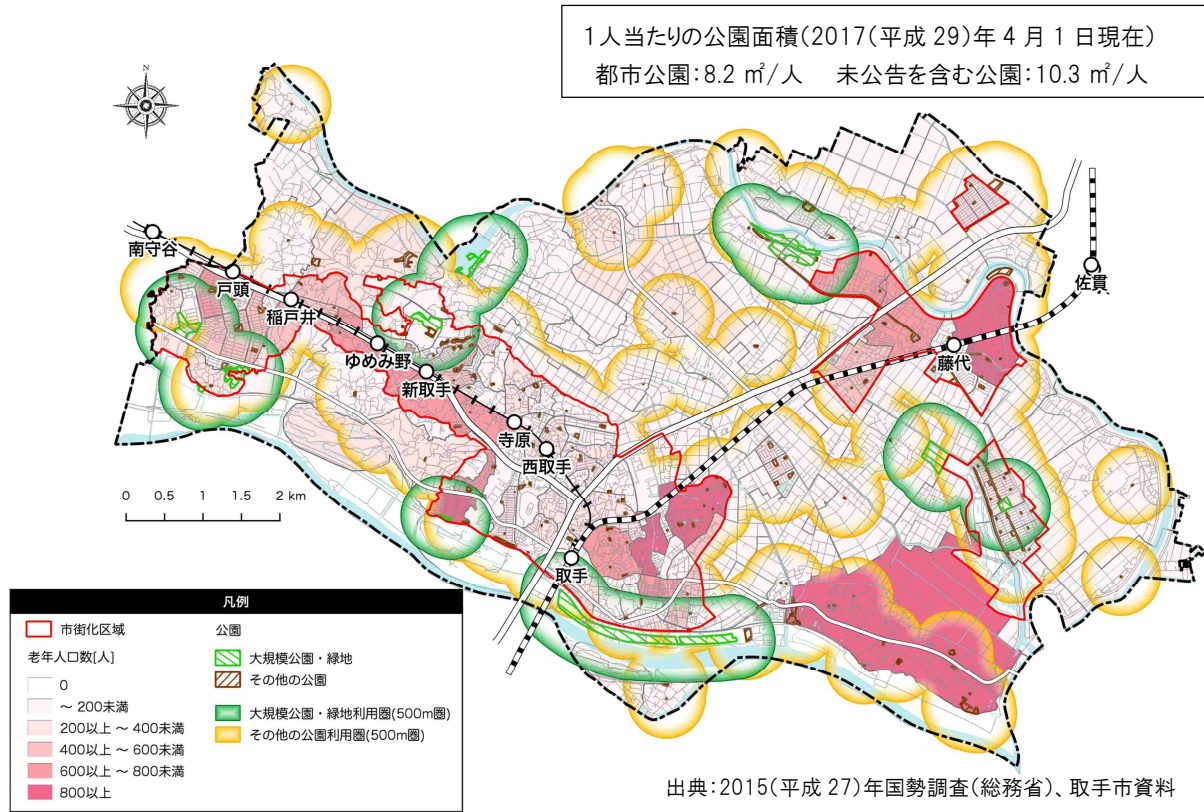 1人当たりの公園面積(2017(平成 29)年 4 月 1 日現在)
都市公園:8.2 ㎡/人 未公告を含む公園:10.3 ㎡/人
N
南守谷
戸頭
稲戸井
ゆめみ野
新取手
寺原
西取手
取手
藤代
佐貫
0 0.5 1 1.5 2 km
凡例
市街化区域
老年人口数[人]
0
～ 200未満
200以上 ～ 400未満
400以上 ～ 600未満
600以上 ～ 800未満
800以上
公園
大規模公園・緑地
その他の公園
大規模公園・緑地利用圏(500m圏)
その他の公園利用圏(500m圏)
出典:2015(平成 27)年国勢調査(総務省)、取手市資料